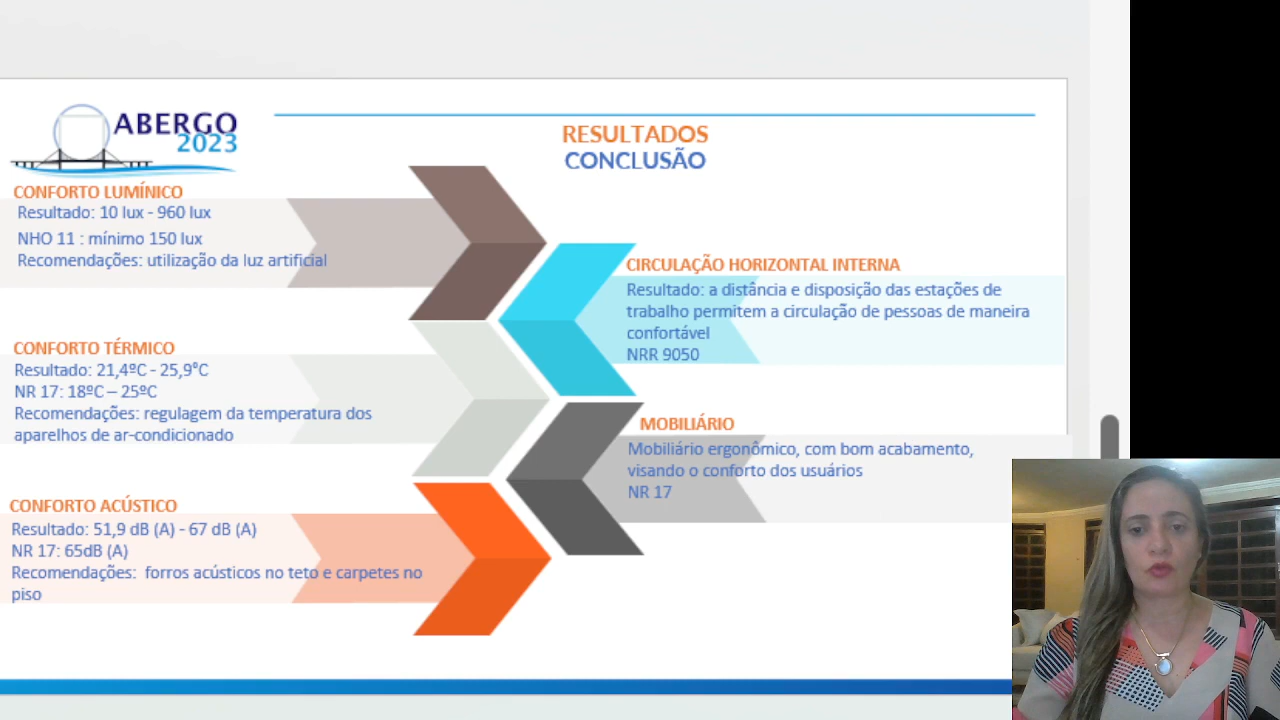 ABERGO
2023
RESULTADOS
CONCLUSÃO
CONFORTO LUMÍNICO
Resultado: 10 lux - 960 lux
NHO 11 : mínimo 150 lux
Recomendações: utilização da luz artificial
CONFORTO TÉRMICO
Resultado: 21,4ºC - 25,9°C
NR 17: 18ºC – 25ºC
Recomendações: regulagem da temperatura dos
aparelhos de ar-condicionado
CONFORTO ACÚSTICO
Resultado: 51,9 dB (A) - 67 dB (A)
NR 17: 65dB (A)
Recomendações: forros acústicos no teto e carpetes no
piso
CIRCULAÇÃO HORIZONTAL INTERNA
Resultado: a distância e disposição das estações de
trabalho permitem a circulação de pessoas de maneira
confortável
NRR 9050
MOBILIÁRIO
Mobiliário ergonômico, com bom acabamento,
visando o conforto dos usuários
NR 17